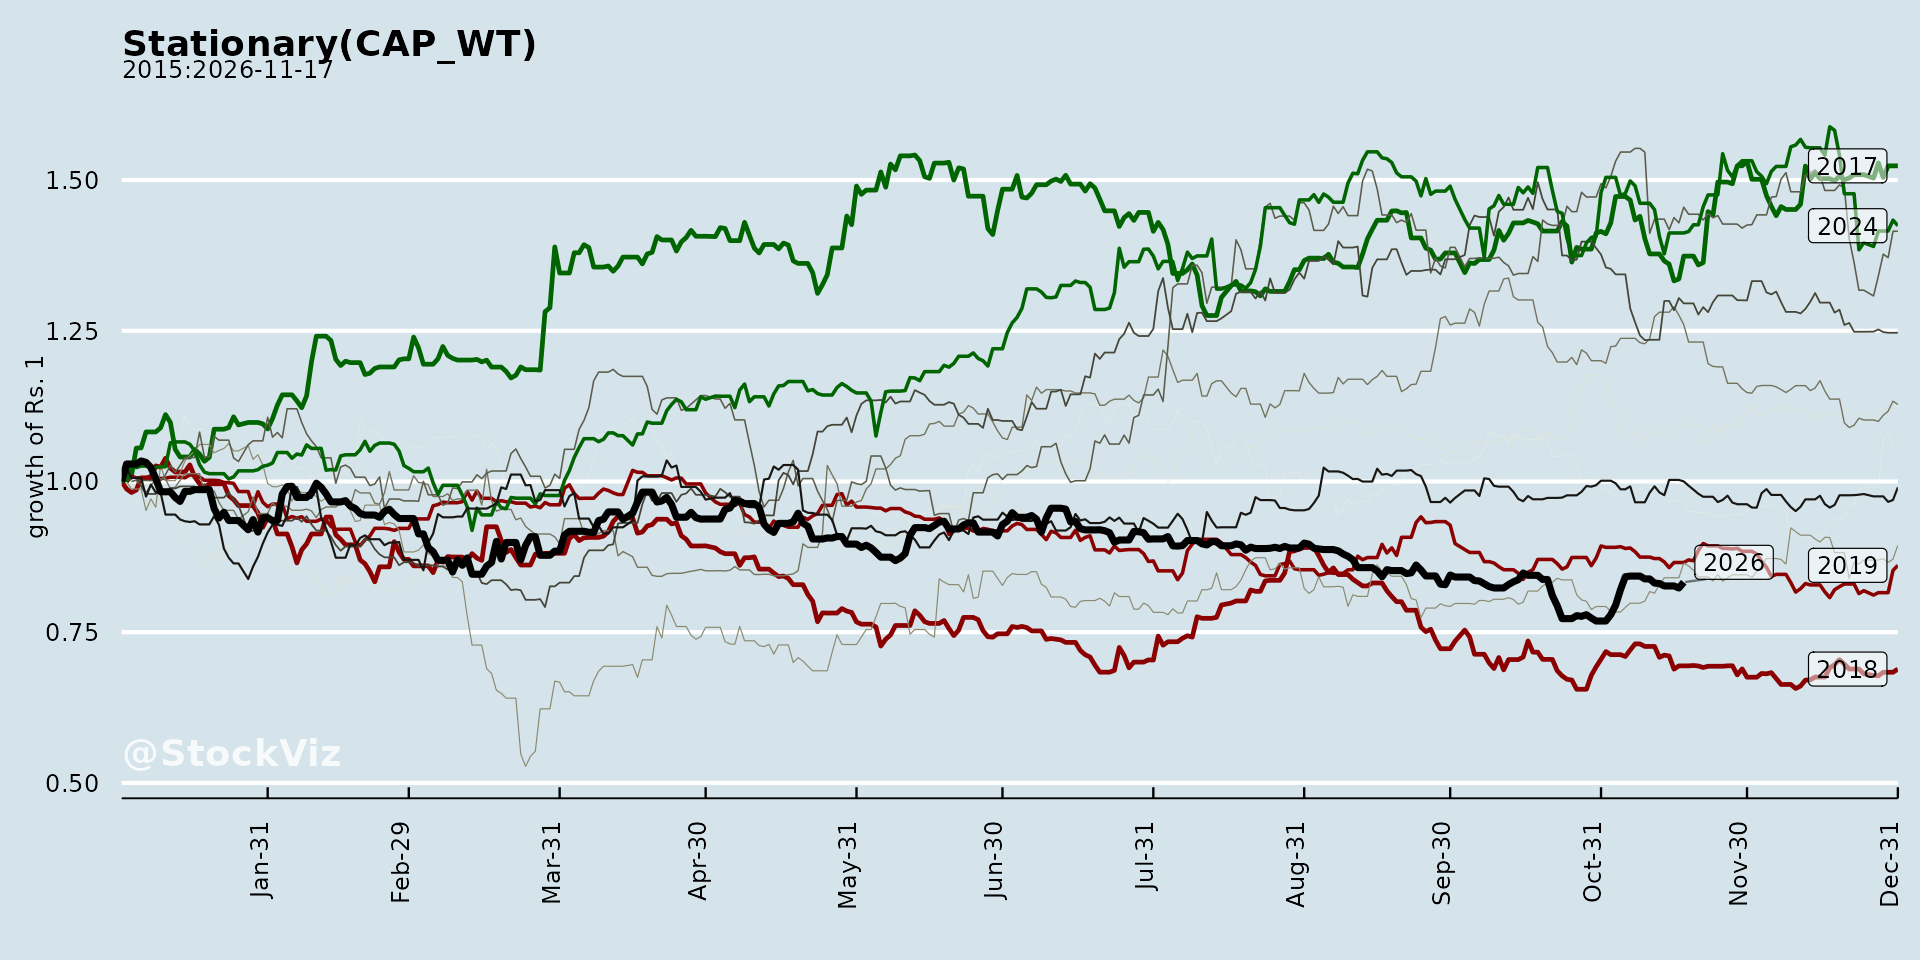 Stationary(CAP_WT)
2015:2026-11-17
growth of Rs. 1
1.50
1.25
1.00
0.75
0.50
2017
2024
2026
2019
2018
@StockViz
Jan-31
Feb-29
Mar-31
Apr-30
May-31
Jun-30
Jul-31
Aug-31
Sep-30
Oct-31
Nov-30
Dec-31